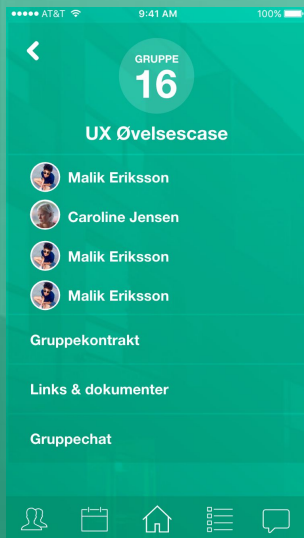 AT&T 9:41 AM 100%
GRUPPE
16
UX Øvelsescase
Malik Eriksson
Caroline Jensen
Malik Eriksson
Malik Eriksson
Gruppekontrakt
Links & dokumenter
Gruppechat